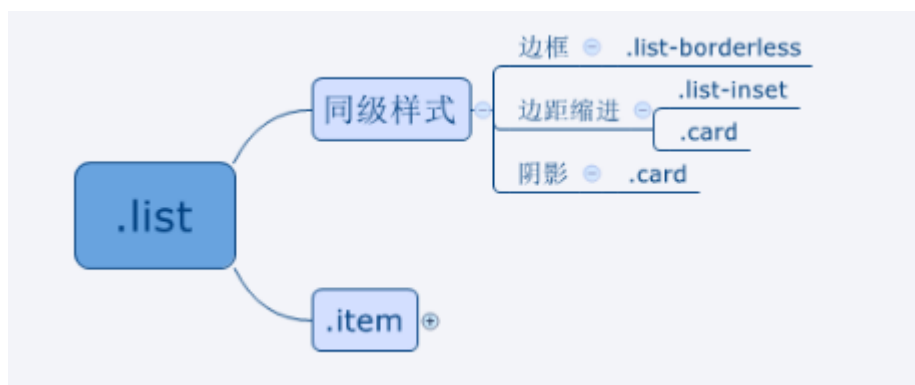 .list
同级样式
边框 .list-borderless
边距缩进 .list-inset
.card
阴影 .card
.item